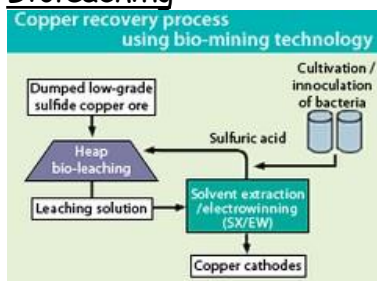 Bioleaching
Copper recovery process
using bio-mining technology
Cultivation /
innoculation
of bacteria
Dumped low-grade
sulfide copper ore
Sulfuric acid
Heap
bio-leaching
Leaching solution
Solvent extraction
/electrowinning
(SX/EW)
Copper cathodes